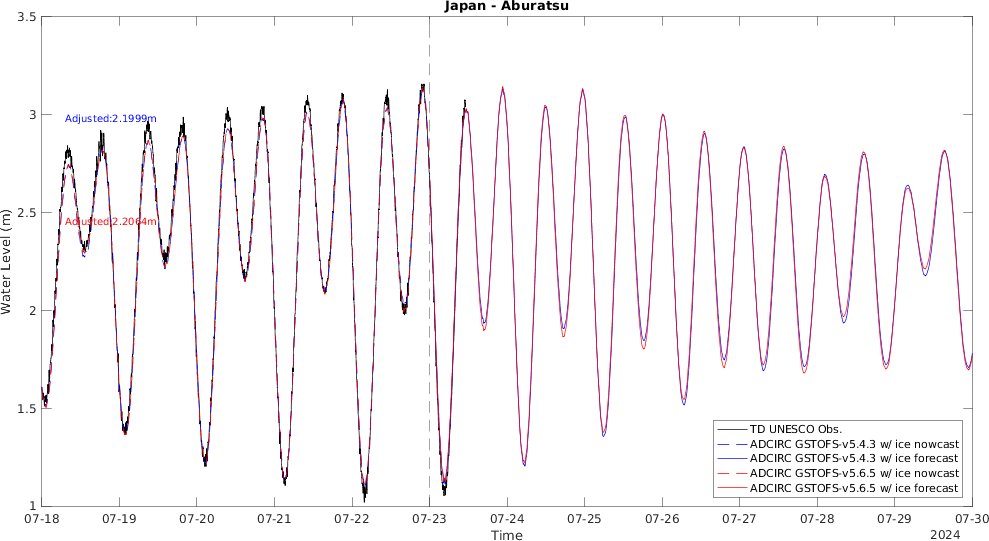 Japan - Aburatsu
3.5
3
2.5
2
1.5
1
Water Level (m)
Adjusted:2.1999m
Adjusted:2.2064m
TD UNESCO Obs.
ADCIRC GSTOFS-v5.4.3 w/ ice nowcast
ADCIRC GSTOFS-v5.4.3 w/ ice forecast
ADCIRC GSTOFS-v5.6.5 w/ ice nowcast
ADCIRC GSTOFS-v5.6.5 w/ ice forecast
07-18 07-19 07-20 07-21 07-22 07-23 07-24 07-25 07-26 07-27 07-28 07-29 07-30
Time
2024